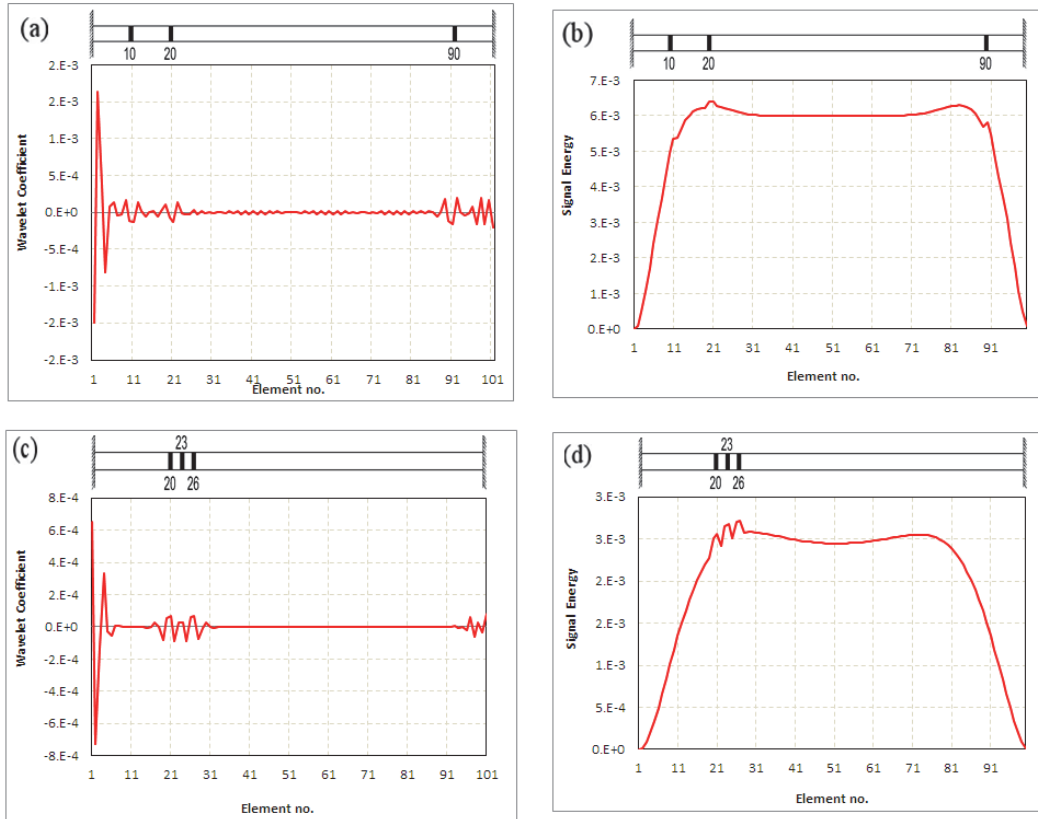 (a)
10 20 90
2.E-3
2.E-3
1.E-3
5.E-4
0.E+0
-5.E-4
-1.E-3
-2.E-3
-2.E-3
Wavelet Coefficient
1 11 21 31 41 51 61 71 81 91 101
Element no.
(b)
10 20 90
7.E-3
6.E-3
5.E-3
4.E-3
3.E-3
2.E-3
1.E-3
0.E+0
Signal Energy
1 11 21 31 41 51 61 71 81 91
Element no.
(c)
23
20 26
8.E-4
6.E-4
4.E-4
2.E-4
0.E+0
-2.E-4
-4.E-4
-6.E-4
-8.E-4
Wavelet Coefficient
1 11 21 31 41 51 61 71 81 91 101
Element no.
(d)
23
20 26
3.E-3
3.E-3
2.E-3
2.E-3
1.E-3
5.E-4
0.E+0
Signal Energy
1 11 21 31 41 51 61 71 81 91
Element no.